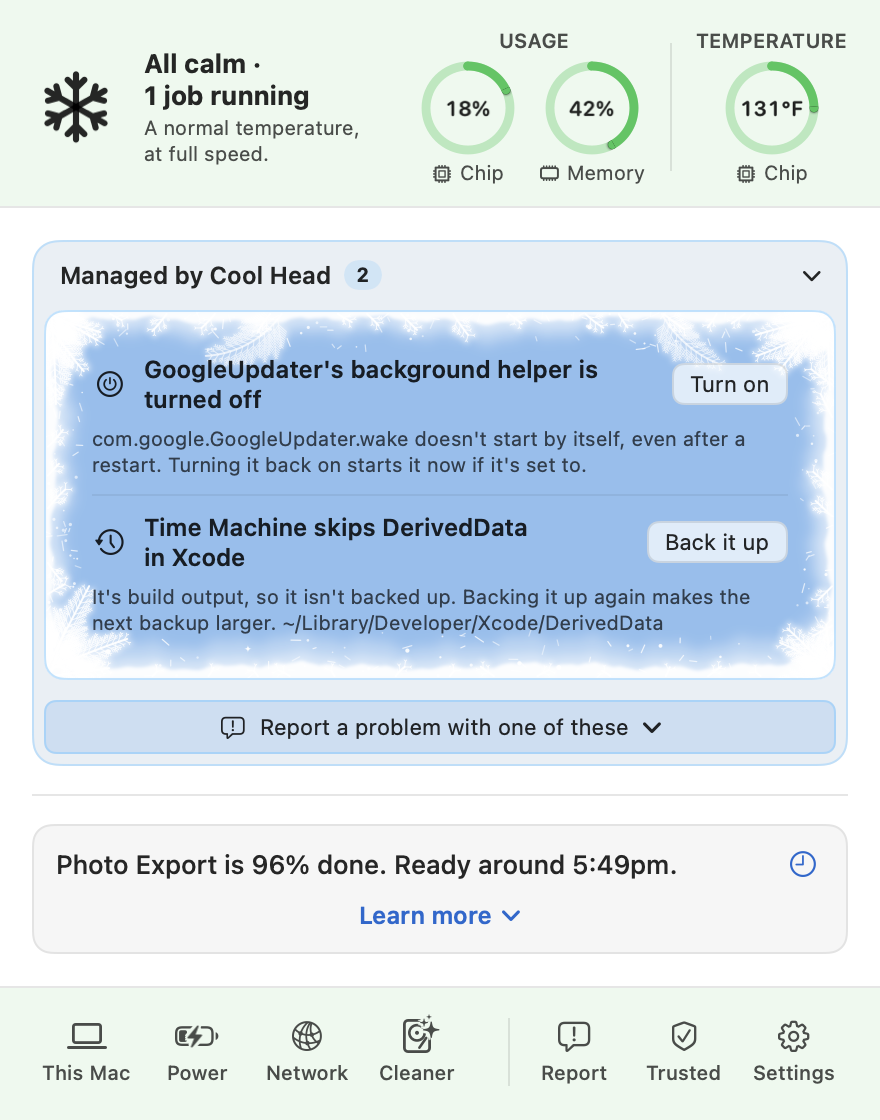 All calm ·
1 job running
A normal temperature,
at full speed.
USAGE
18%
Chip
42%
Memory
TEMPERATURE
131°F
Chip
Managed by Cool Head 2
GoogleUpdater's background helper is
turned off
Turn on
com.google.GoogleUpdater.wake doesn't start by itself, even after a
restart. Turning it back on starts it now if it's set to.
Time Machine skips DerivedData
in Xcode
Back it up
It's build output, so it isn't backed up. Backing it up again makes the
next backup larger. ~/Library/Developer/Xcode/DerivedData
Report a problem with one of these
Photo Export is 96% done. Ready around 5:49pm.
Learn more
This Mac
Power
Network
Cleaner
Report
Trusted
Settings